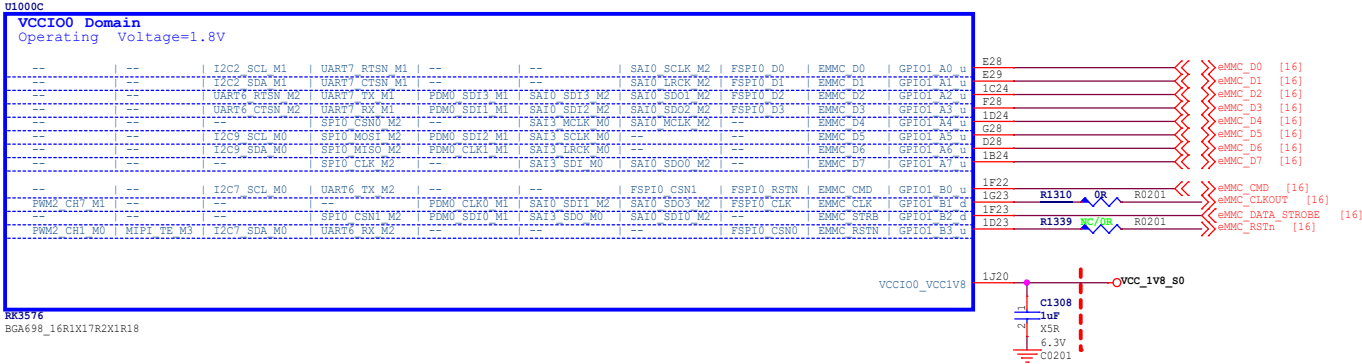 U1000C
VCCIO0 Domain
Operating Voltage=1.8V
-- | -- | I2C2_SCL_M1 | UART7_RTSN_M1 | -- | -- | SAI0_SCLK_M2 | FSPI0_D0 | EMMC_D0 | GPIO1_A0_u E28 eMMC_D0 [16]
-- | -- | I2C2_SDA_M1 | UART7_CTSN_M1 | -- | -- | SAI0_LRCK_M2 | FSPI0_D1 | EMMC_D1 | GPIO1_A1_u E29 eMMC_D1 [16]
-- | -- | UART6_RTSN_M2 | UART7_TX_M1 | PDM0_SDI3_M1 | SAI0_SDI3_M2 | SAI0_SDO1_M2 | FSPI0_D2 | EMMC_D2 | GPIO1_A2_u 1C24 eMMC_D2 [16]
-- | -- | UART6_CTSN_M2 | UART7_RX_M1 | PDM0_SDI1_M1 | SAI0_SDI2_M2 | SAI0_SDO2_M2 | FSPI0_D3 | EMMC_D3 | GPIO1_A3_u F28 eMMC_D3 [16]
-- | -- | -- | SPI0_CSN0_M2 | -- | SAI3_MCLK_M0 | SAI0_MCLK_M2 | -- | EMMC_D4 | GPIO1_A4_u 1D24 eMMC_D4 [16]
-- | -- | I2C9_SCL_M0 | SPI0_MOSI_M2 | PDM0_SDI2_M1 | SAI3_SCLK_M0 | -- | -- | EMMC_D5 | GPIO1_A5_u G28 eMMC_D5 [16]
-- | -- | I2C9_SDA_M0 | SPI0_MISO_M2 | PDM0_CLK1_M1 | SAI3_LRCK_M0 | -- | -- | EMMC_D6 | GPIO1_A6_u D28 eMMC_D6 [16]
-- | -- | -- | SPI0_CLK_M2 | -- | SAI3_SDI_M0 | SAI0_SDO0_M2 | -- | EMMC_D7 | GPIO1_A7_u 1B24 eMMC_D7 [16]
-- | -- | I2C7_SCL_M0 | UART6_TX_M2 | -- | -- | FSPI0_CSN1 | FSPI0_RSTN | EMMC_CMD | GPIO1_B0_u 1F22 eMMC_CMD [16]
PWM2_CH7_M1 | -- | -- | -- | PDM0_CLK0_M1 | SAI0_SDI1_M2 | SAI0_SDO3_M2 | FSPI0_CLK | EMMC_CLK | GPIO1_B1_d 1G23 R1310 0R R0201 eMMC_CLKOUT [16]
-- | -- | -- | SPI0_CSN1_M2 | PDM0_SDI0_M1 | SAI3_SDO_M0 | SAI0_SDI0_M2 | -- | EMMC_STRB | GPIO1_B2_d 1F23 eMMC_DATA_STROBE [16]
PWM2_CH1_M0 | MIPI_TE_M3 | I2C7_SDA_M0 | UART6_RX_M2 | -- | -- | -- | FSPI0_CSN0 | EMMC_RSTN | GPIO1_B3_u 1D23 R1339 NC/0R R0201 eMMC_RSTn [16]
VCCIO0_VCC1V8 1J20 VCC_1V8_S0
1 C1308
1uF
2 X5R
6.3V
C0201
RK3576
BGA698_16R1X17R2X1R18